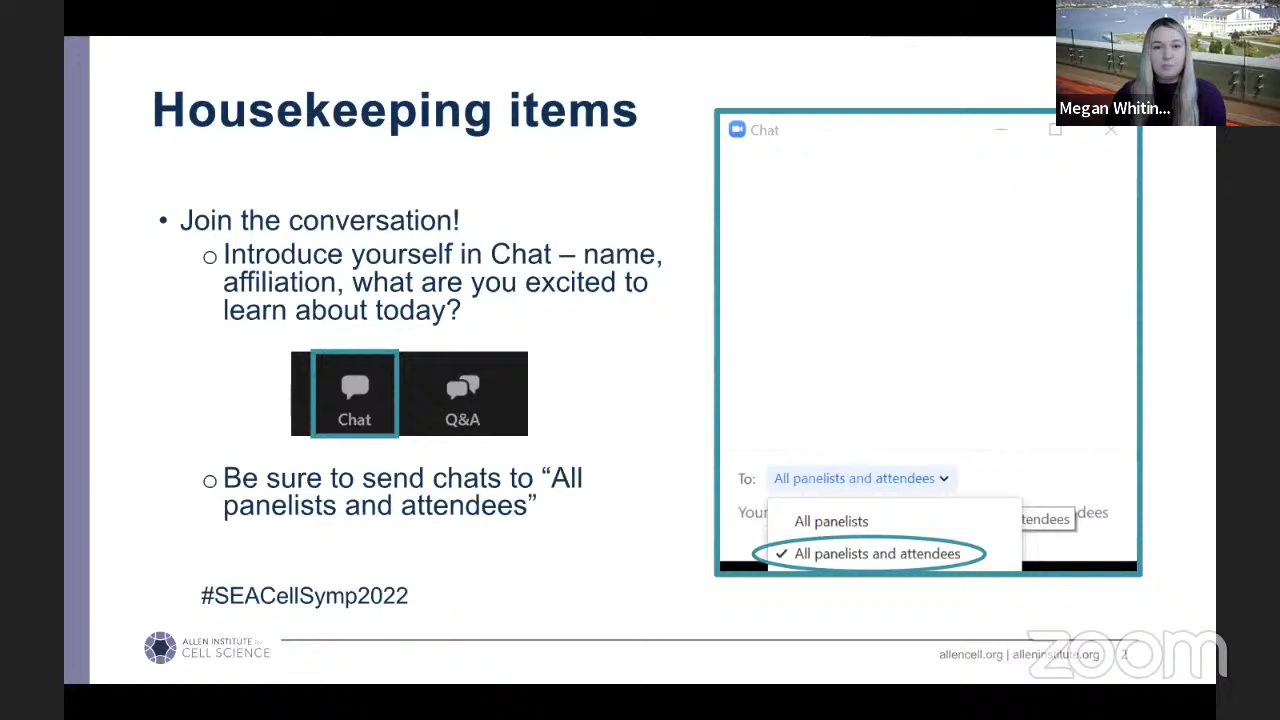 Housekeeping items
Megan Whitin...
Chat
• Join the conversation!
o Introduce yourself in Chat – name,
affiliation, what are you excited to
learn about today?
Chat
Q&A
o Be sure to send chats to “All
panelists and attendees”
To: All panelists and attendees
Your
tendees
dees
All panelists
✓ All panelists and attendees
#SEACellSymp2022
ALLEN INSTITUTE for
CELL SCIENCE
allencell.org | alleninstitute.org 2
zoom